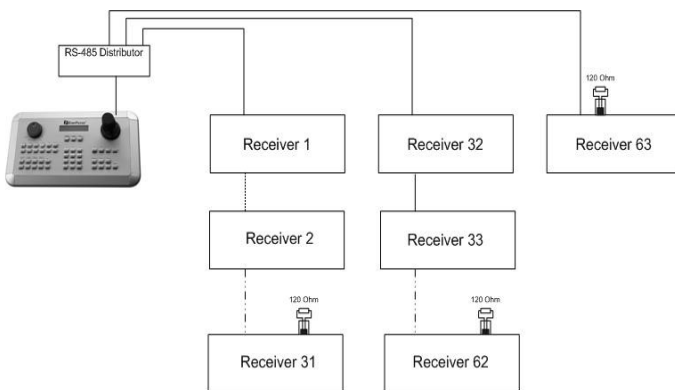 RS-485 Distributor
120 Ohm
Receiver 1
Receiver 32
Receiver 63
Receiver 2
Receiver 33
120 Ohm
120 Ohm
Receiver 31
Receiver 62